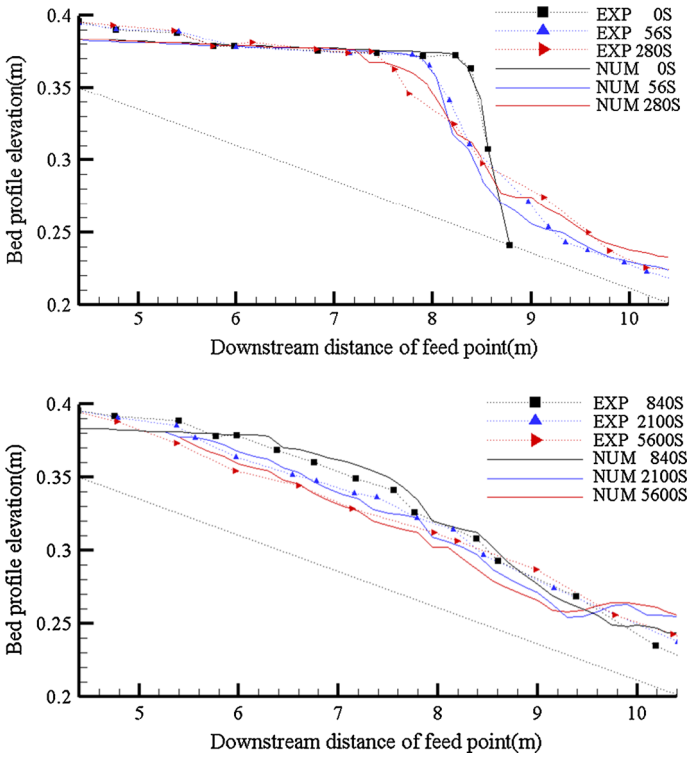 0.4
0.35
0.3
0.25
0.2
Bed profile elevation(m)
EXP 0S
EXP 56S
EXP 280S
NUM 0S
NUM 56S
NUM 280S
5 6 7 8 9 10
Downstream distance of feed point(m)
0.4
0.35
0.3
0.25
0.2
Bed profile elevation(m)
EXP 840S
EXP 2100S
EXP 5600S
NUM 840S
NUM 2100S
NUM 5600S
5 6 7 8 9 10
Downstream distance of feed point(m)